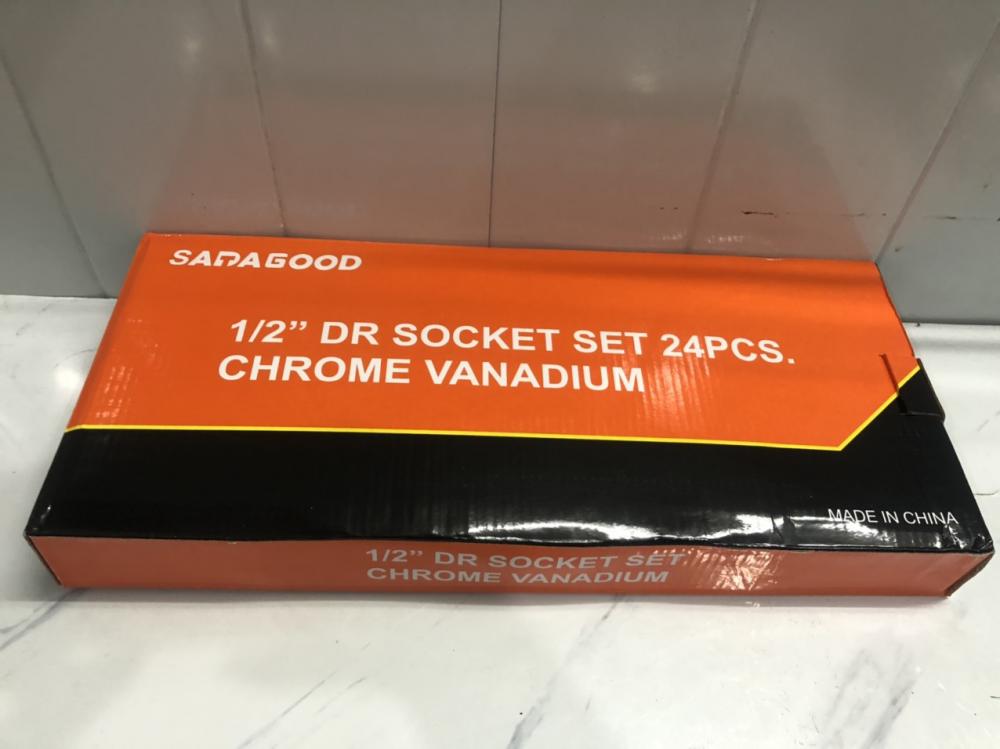 SADAGOOD
1/2” DR SOCKET SET 24PCS.
CHROME VANADIUM
MADE IN CHINA
1/2” DR SOCKET SET
CHROME VANADIUM